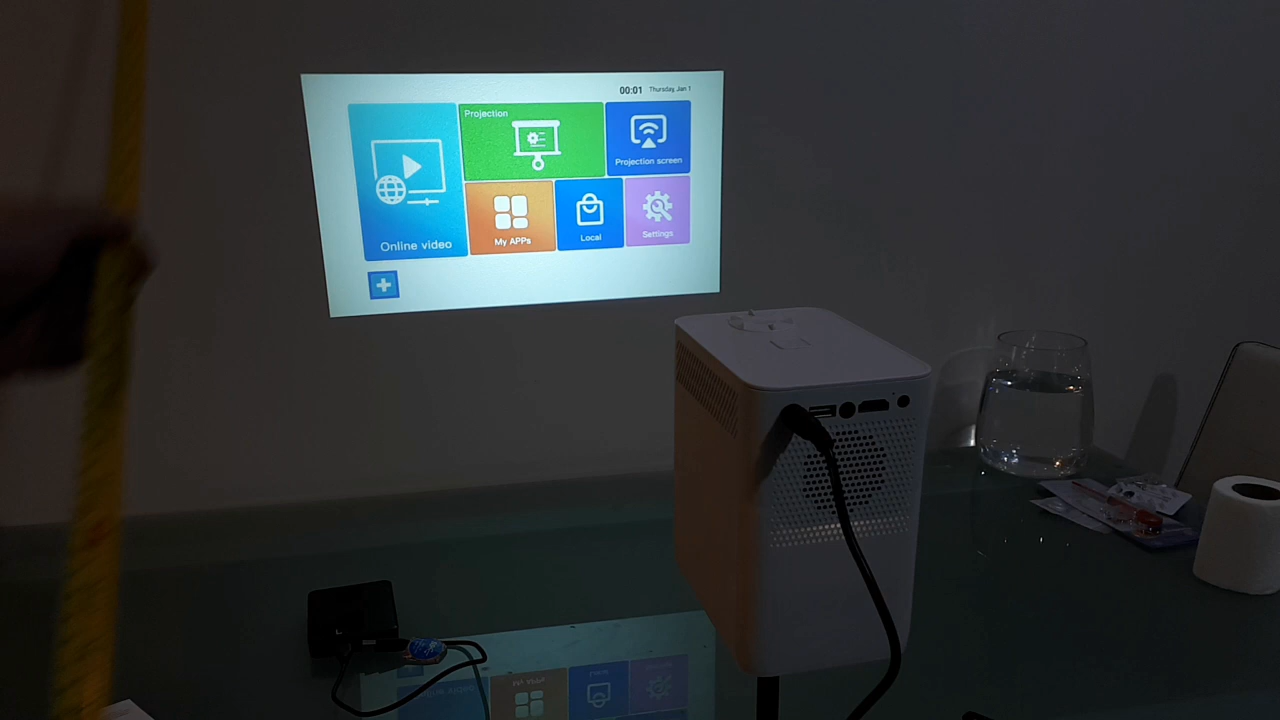 00:01 Thursday, Jan 1
Projection
Projection screen
Online video
My APPs
Local
Settings